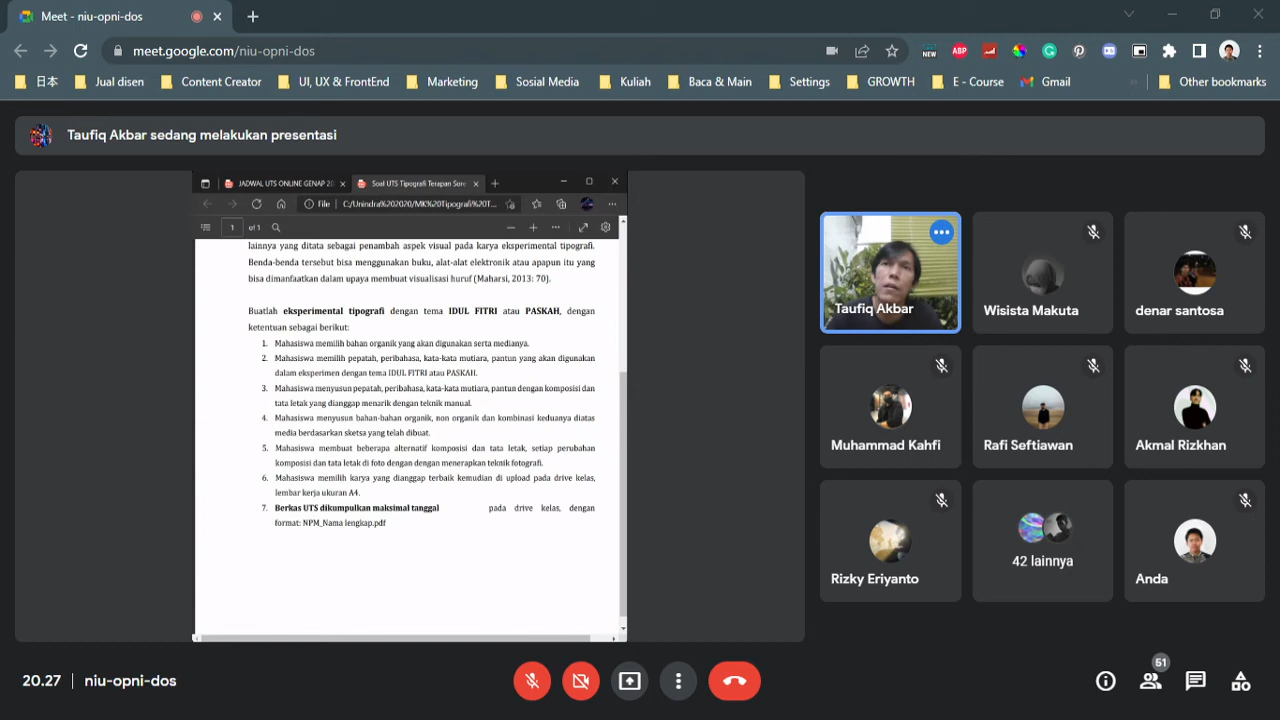 Meet - niu-opni-dos
meet.google.com/niu-opni-dos
NEW
ABP
日本
Jual disen
Content Creator
UI, UX & FrontEnd
Marketing
Sosial Media
Kuliah
Baca & Main
Settings
GROWTH
E - Course
Gmail
Other bookmarks
Taufiq Akbar sedang melakukan presentasi
JADWAL UTS ONLINE GENAP 20
Soal UTS Tipografi Terapan Sore
File
C:/Unindra%202020/MK%20Tipografi%20T...
1 of 1
lainnya yang ditata sebagai penambah aspek visual pada karya eksperimental tipografi.
Benda-benda tersebut bisa menggunakan buku, alat-alat elektronik atau apapun itu yang
bisa dimanfaatkan dalam upaya membuat visualisasi huruf (Maharsi, 2013: 70).
Buatlah eksperimental tipografi dengan tema IDUL FITRI atau PASKAH, dengan
ketentuan sebagai berikut:
1. Mahasiswa memilih bahan organik yang akan digunakan serta medianya.
2. Mahasiswa memilih pepatah, peribahasa, kata-kata mutiara, pantun yang akan digunakan
dalam eksperimen dengan tema IDUL FITRI atau PASKAH.
3. Mahasiswa menyusun pepatah, peribahasa, kata-kata mutiara, pantun dengan komposisi dan
tata letak yang dianggap menarik dengan teknik manual.
4. Mahasiswa menyusun bahan-bahan organik, non organik dan kombinasi keduanya diatas
media berdasarkan sketsa yang telah dibuat.
5. Mahasiswa membuat beberapa alternatif komposisi dan tata letak, setiap perubahan
komposisi dan tata letak di foto dengan dengan menerapkan teknik fotografi.
6. Mahasiswa memilih karya yang dianggap terbaik kemudian di upload pada drive kelas,
lembar kerja ukuran A4.
7. Berkas UTS dikumpulkan maksimal tanggal pada drive kelas, dengan
format: NPM_Nama lengkap.pdf
Taufiq Akbar
Wisista Makuta
denar santosa
Muhammad Kahfi
Rafi Seftiawan
Akmal Rizkhan
Rizky Eriyanto
42 lainnya
Anda
20.27 | niu-opni-dos
51